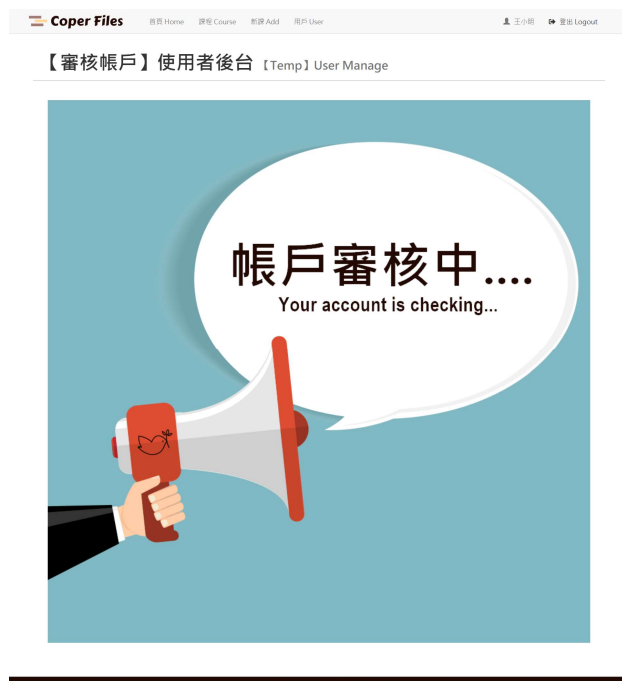 Coper Files 首頁 Home 課程 Course 新課 Add 用戶 User 王小明 登出 Logout
【審核帳戶】使用者後台【Temp】User Manage
帳戶審核中....
Your account is checking...